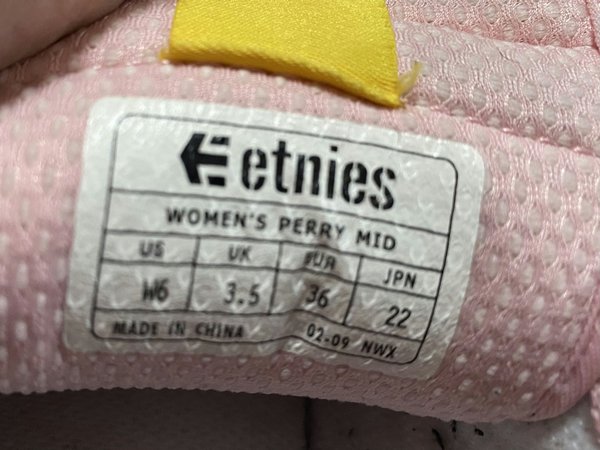 etnies
WOMEN'S PERRY MID
US UK EUR JPN
W6 3.5 36 22
MADE IN CHINA 02-09 NWX